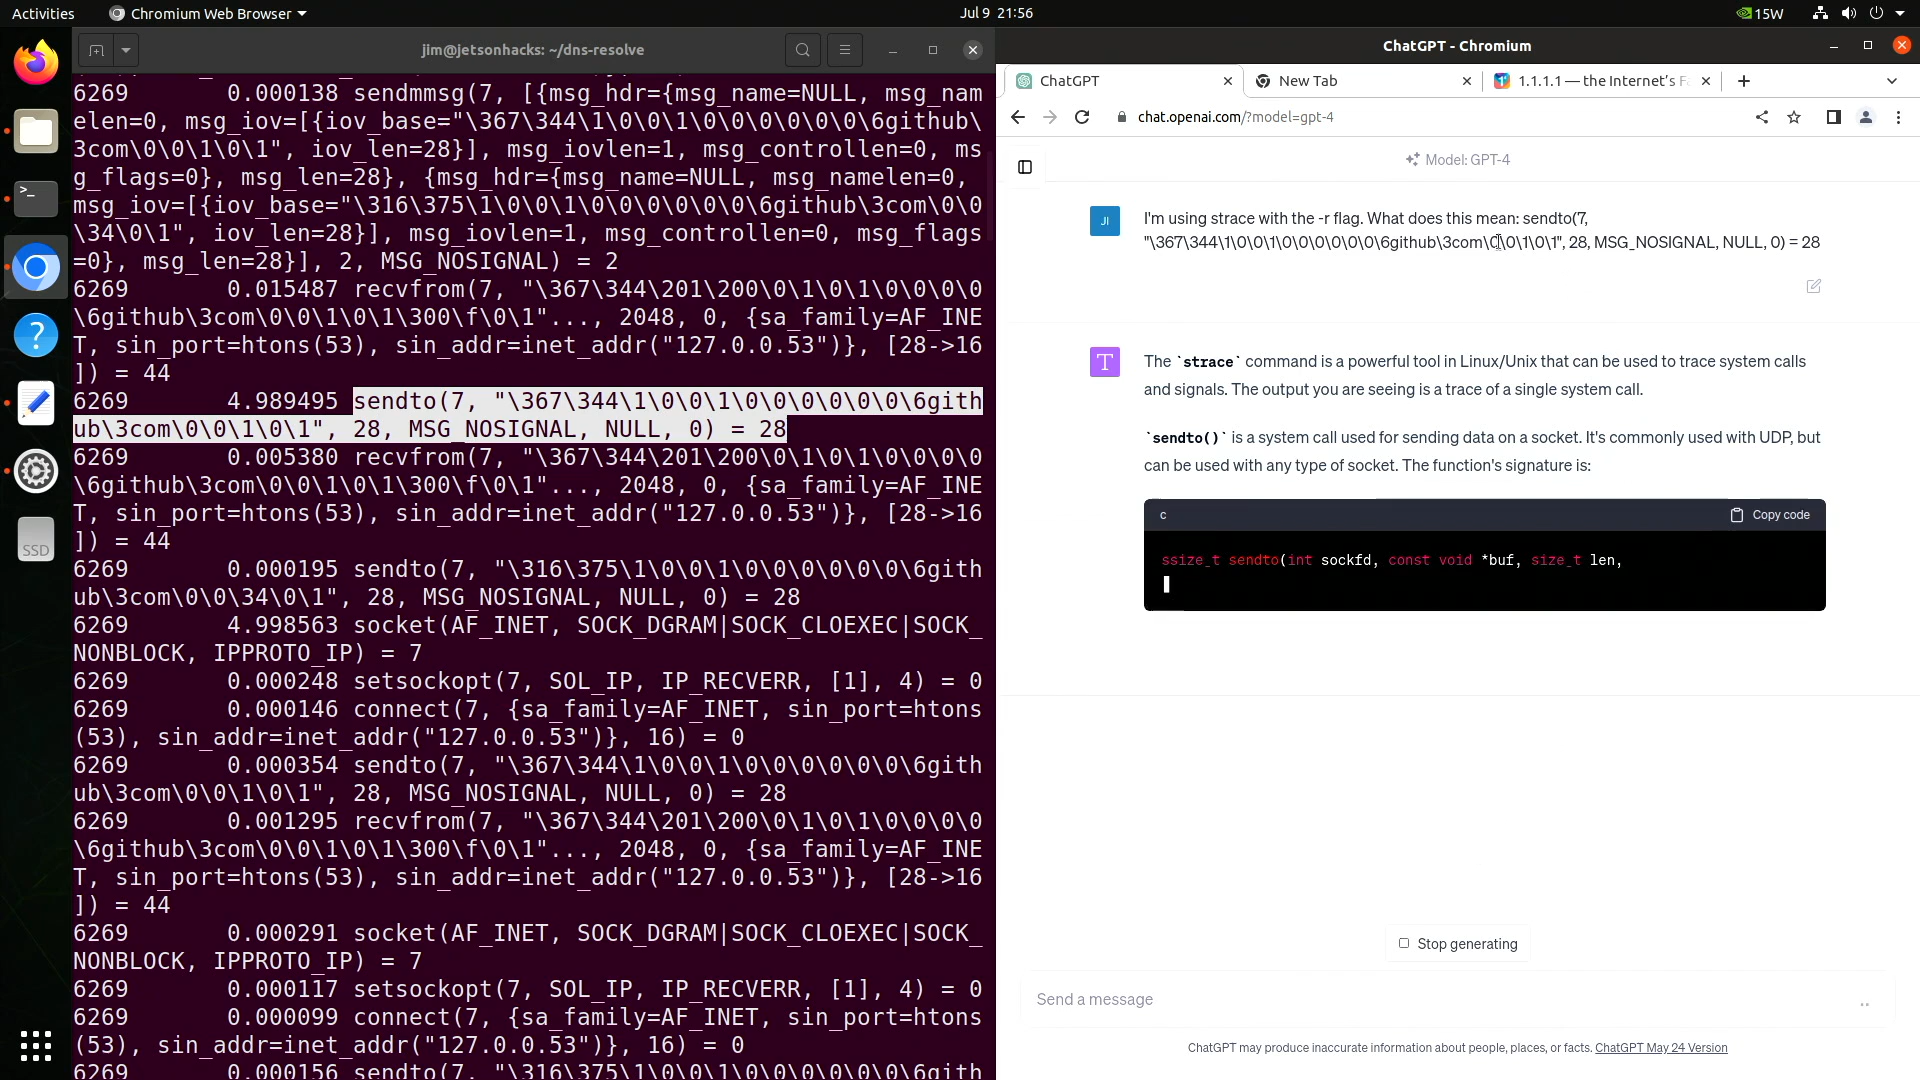 Activities
Chromium Web Browser
Jul 9 21:56
15W
jim@jetsonhacks: ~/dns-resolve
6269 0.000138 sendmmsg(7, [{msg_hdr={msg_name=NULL, msg_nam
elen=0, msg_iov=[{iov_base="\367\344\1\0\0\1\0\0\0\0\0\0\6github\
3com\0\0\1\0\1", iov_len=28}], msg_iovlen=1, msg_controllen=0, ms
g_flags=0}, msg_len=28}, {msg_hdr={msg_name=NULL, msg_namelen=0,
msg_iov=[{iov_base="\316\375\1\0\0\1\0\0\0\0\0\0\6github\3com\0\0
\34\0\1", iov_len=28}], msg_iovlen=1, msg_controllen=0, msg_flags
=0}, msg_len=28}], 2, MSG_NOSIGNAL) = 2
6269 0.015487 recvfrom(7, "\367\344\201\200\0\1\0\1\0\0\0\0
\6github\3com\0\0\1\0\1\300\f\0\1"..., 2048, 0, {sa_family=AF_INE
T, sin_port=htons(53), sin_addr=inet_addr("127.0.0.53")}, [28->16
]) = 44
6269 4.989495 sendto(7, "\367\344\1\0\0\1\0\0\0\0\0\0\6gith
ub\3com\0\0\1\0\1", 28, MSG_NOSIGNAL, NULL, 0) = 28
6269 0.005380 recvfrom(7, "\367\344\201\200\0\1\0\1\0\0\0\0
\6github\3com\0\0\1\0\1\300\f\0\1"..., 2048, 0, {sa_family=AF_INE
T, sin_port=htons(53), sin_addr=inet_addr("127.0.0.53")}, [28->16
]) = 44
6269 0.000195 sendto(7, "\316\375\1\0\0\1\0\0\0\0\0\0\6gith
ub\3com\0\0\34\0\1", 28, MSG_NOSIGNAL, NULL, 0) = 28
6269 4.998563 socket(AF_INET, SOCK_DGRAM|SOCK_CLOEXEC|SOCK_
NONBLOCK, IPPROTO_IP) = 7
6269 0.000248 setsockopt(7, SOL_IP, IP_RECVERR, [1], 4) = 0
6269 0.000146 connect(7, {sa_family=AF_INET, sin_port=htons
(53), sin_addr=inet_addr("127.0.0.53")}, 16) = 0
6269 0.000354 sendto(7, "\367\344\1\0\0\1\0\0\0\0\0\0\6gith
ub\3com\0\0\1\0\1", 28, MSG_NOSIGNAL, NULL, 0) = 28
6269 0.001295 recvfrom(7, "\367\344\201\200\0\1\0\1\0\0\0\0
\6github\3com\0\0\1\0\1\300\f\0\1"..., 2048, 0, {sa_family=AF_INE
T, sin_port=htons(53), sin_addr=inet_addr("127.0.0.53")}, [28->16
]) = 44
6269 0.000291 socket(AF_INET, SOCK_DGRAM|SOCK_CLOEXEC|SOCK_
NONBLOCK, IPPROTO_IP) = 7
6269 0.000117 setsockopt(7, SOL_IP, IP_RECVERR, [1], 4) = 0
6269 0.000099 connect(7, {sa_family=AF_INET, sin_port=htons
(53), sin_addr=inet_addr("127.0.0.53")}, 16) = 0
6269 0.000156 sendto(7, "\316\375\1\0\0\1\0\0\0\0\0\0\6gith
SSD
ChatGPT - Chromium
ChatGPT
New Tab
1.1.1.1 — the Internet's Fa
chat.openai.com/?model=gpt-4
Model: GPT-4
JI
I'm using strace with the -r flag. What does this mean: sendto(7,
"\367\344\1\0\0\1\0\0\0\0\0\0\6github\3com\0\0\1\0\1", 28, MSG_NOSIGNAL, NULL, 0) = 28
T
The `strace` command is a powerful tool in Linux/Unix that can be used to trace system calls
and signals. The output you are seeing is a trace of a single system call.
`sendto()` is a system call used for sending data on a socket. It's commonly used with UDP, but
can be used with any type of socket. The function's signature is:
c
Copy code
ssize_t sendto(int sockfd, const void *buf, size_t len,
Stop generating
Send a message
ChatGPT may produce inaccurate information about people, places, or facts. ChatGPT May 24 Version